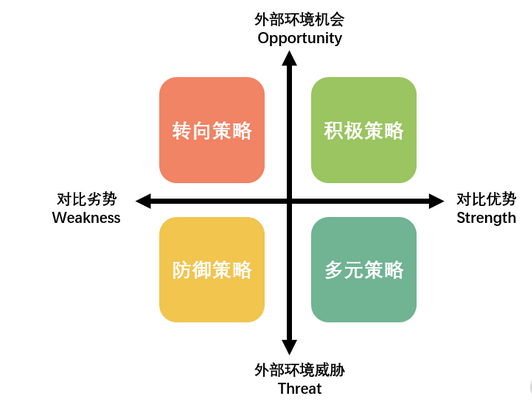 外部环境机会
Opportunity
转向策略
积极策略
对比劣势
Weakness
对比优势
Strength
防御策略
多元策略
外部环境威胁
Threat